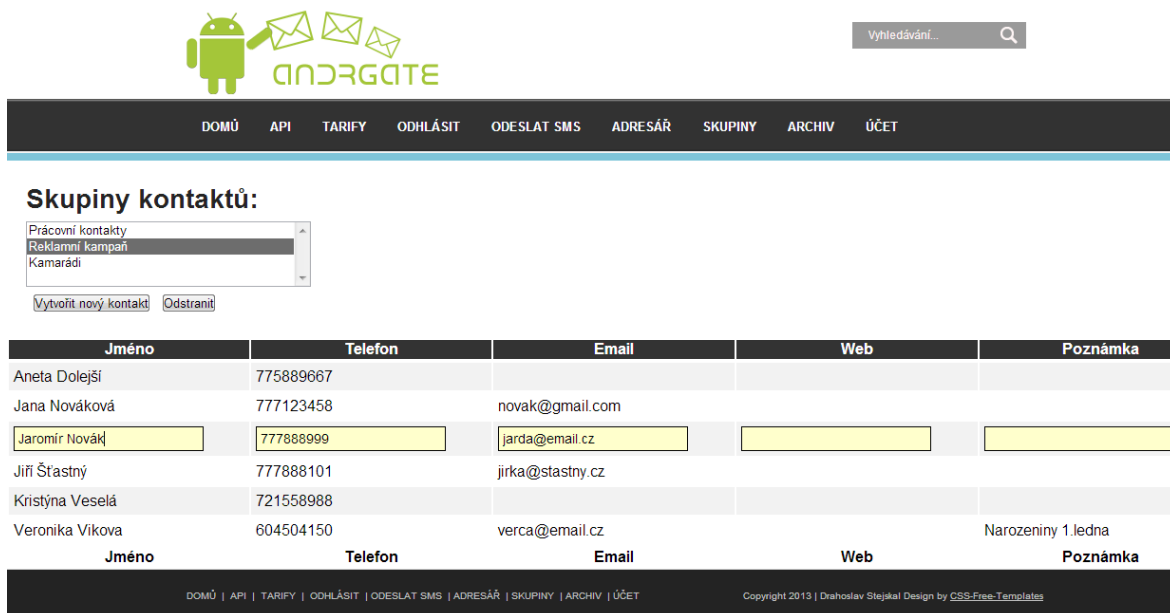 ANDRGATE
Vyhledávání...
DOMŮ API TARIFY ODHLÁSIT ODESLAT SMS ADRESÁŘ SKUPINY ARCHIV ÚČET
Skupiny kontaktů:
Prácovní kontakty
Reklamní kampaň
Kamarádi
Vytvořit nový kontakt Odstranit
Jméno Telefon Email Web Poznámka
Aneta Dolejší 775889667
Jana Nováková 777123458 novak@gmail.com
Jaromír Novák 777888999 jarda@email.cz
Jiří Šťastný 777888101 jirka@stastny.cz
Kristýna Veselá 721558988
Veronika Vikova 604504150 verca@email.cz Narozeniny 1.ledna
Jméno Telefon Email Web Poznámka
DOMŮ | API | TARIFY | ODHLÁSIT | ODESLAT SMS | ADRESÁŘ | SKUPINY | ARCHIV | ÚČET Copyright 2013 | Drahoslav Stejskal Design by CSS-Free-Templates